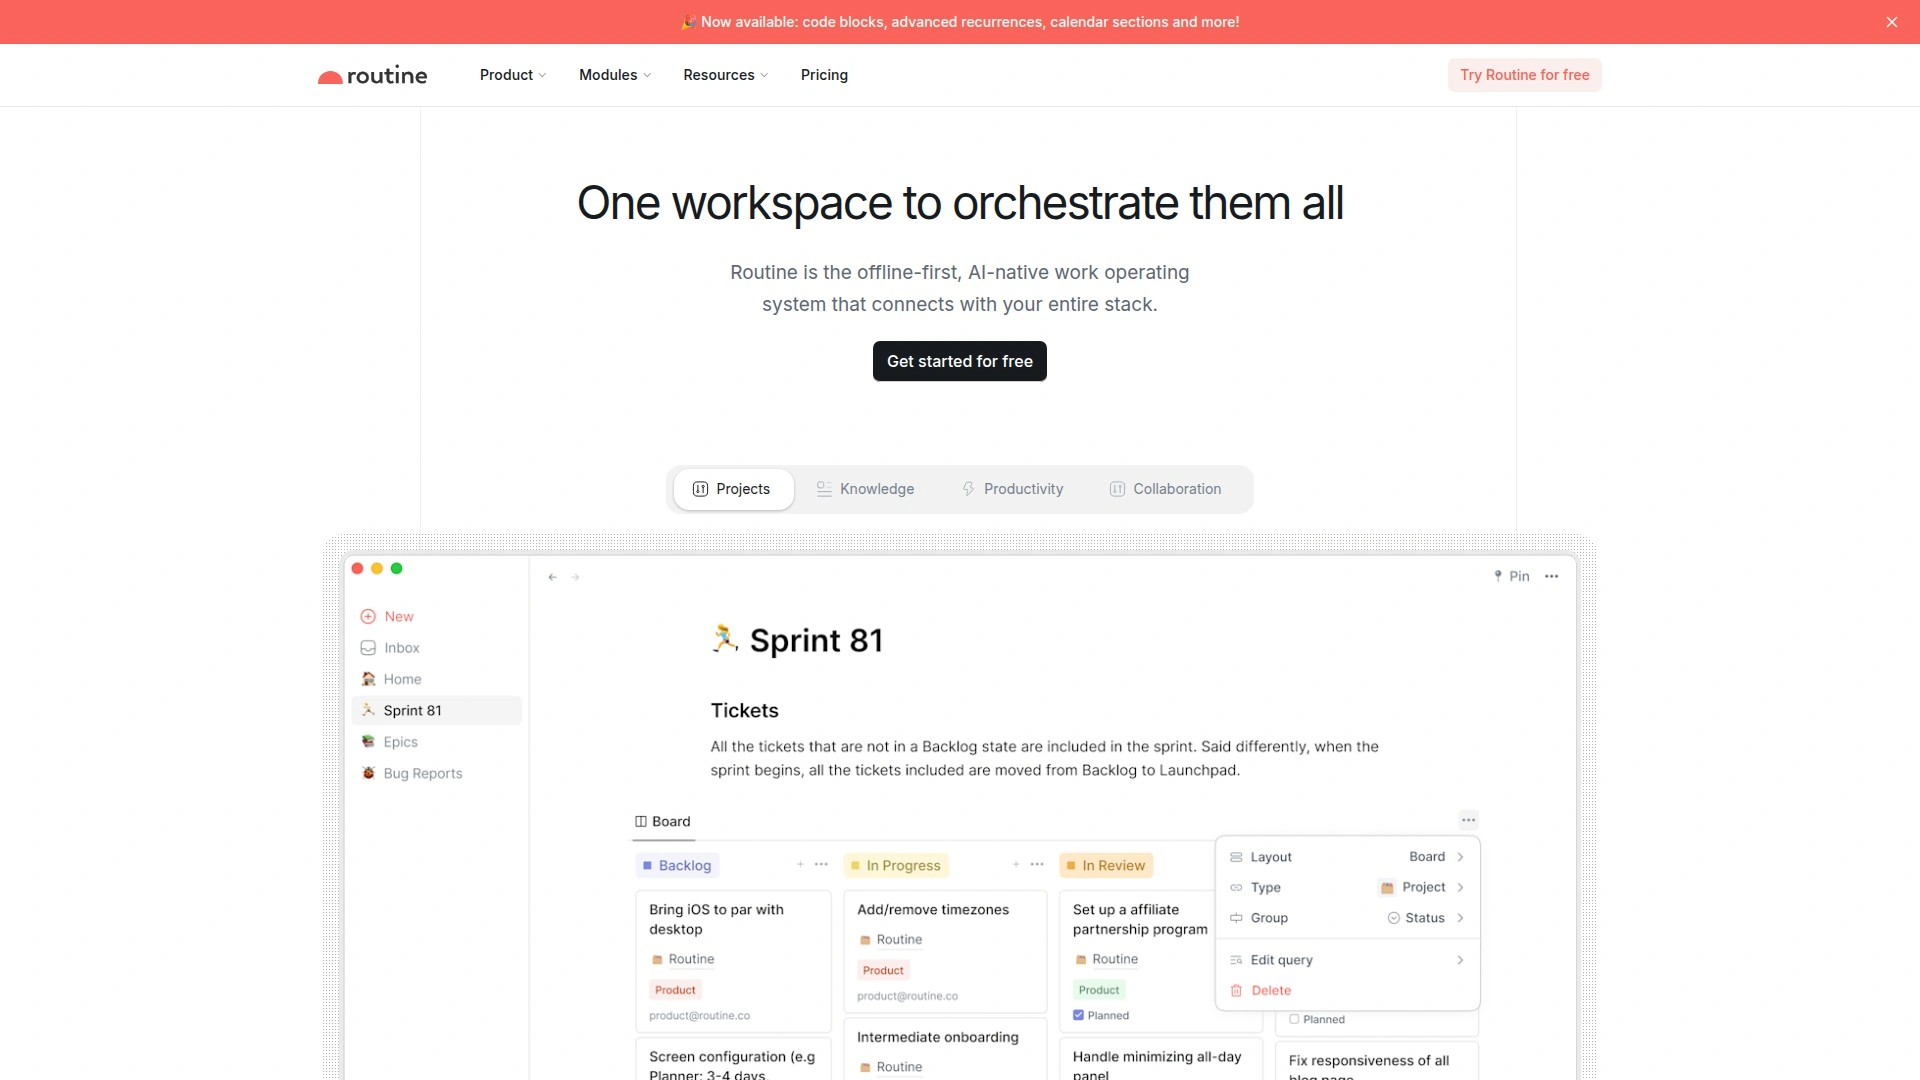 🎉 Now available: code blocks, advanced recurrences, calendar sections and more!
routine
Product
Modules
Resources
Pricing
Try Routine for free
One workspace to orchestrate them all
Routine is the offline-first, AI-native work operating
system that connects with your entire stack.
Get started for free
Projects
Knowledge
Productivity
Collaboration
Pin
New
Inbox
Home
Sprint 81
Epics
Bug Reports
🏃 Sprint 81
Tickets
All the tickets that are not in a Backlog state are included in the sprint. Said differently, when the
sprint begins, all the tickets included are moved from Backlog to Launchpad.
Board
Backlog
Bring iOS to par with
desktop
Routine
Product
product@routine.co
Screen configuration (e.g
Planner: 3-4 days,
In Progress
Add/remove timezones
Routine
Product
product@routine.co
Intermediate onboarding
Routine
In Review
Set up a affiliate
partnership program
Routine
Product
Planned
Handle minimizing all-day
panel
Layout Board
Type Project
Group Status
Edit query
Delete
Planned
Fix responsiveness of all
blog page